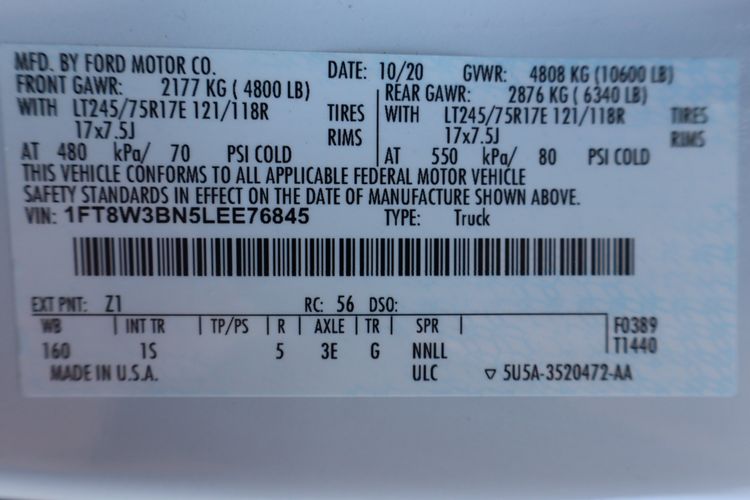 MFD. BY FORD MOTOR CO.
DATE: 10/20 GVWR: 4808 KG (10600 LB)
FRONT GAWR: 2177 KG ( 4800 LB)
REAR GAWR: 2876 KG ( 6340 LB)
WITH LT245/75R17E 121/118R TIRES
WITH LT245/75R17E 121/118R TIRES
17x7.5J RIMS
17x7.5J RIMS
AT 480 kPa/ 70 PSI COLD
AT 550 kPa/ 80 PSI COLD
THIS VEHICLE CONFORMS TO ALL APPLICABLE FEDERAL MOTOR VEHICLE
SAFETY STANDARDS IN EFFECT ON THE DATE OF MANUFACTURE SHOWN ABOVE.
VIN: 1FT8W3BN5LEE76845 TYPE: Truck
EXT PNT: Z1 RC: 56 DSO:
WB INT TR TP/PS R AXLE TR SPR F0389
160 1S 5 3E G NNLL T1440
MADE IN U.S.A. ULC ▽ 5U5A-3520472-AA